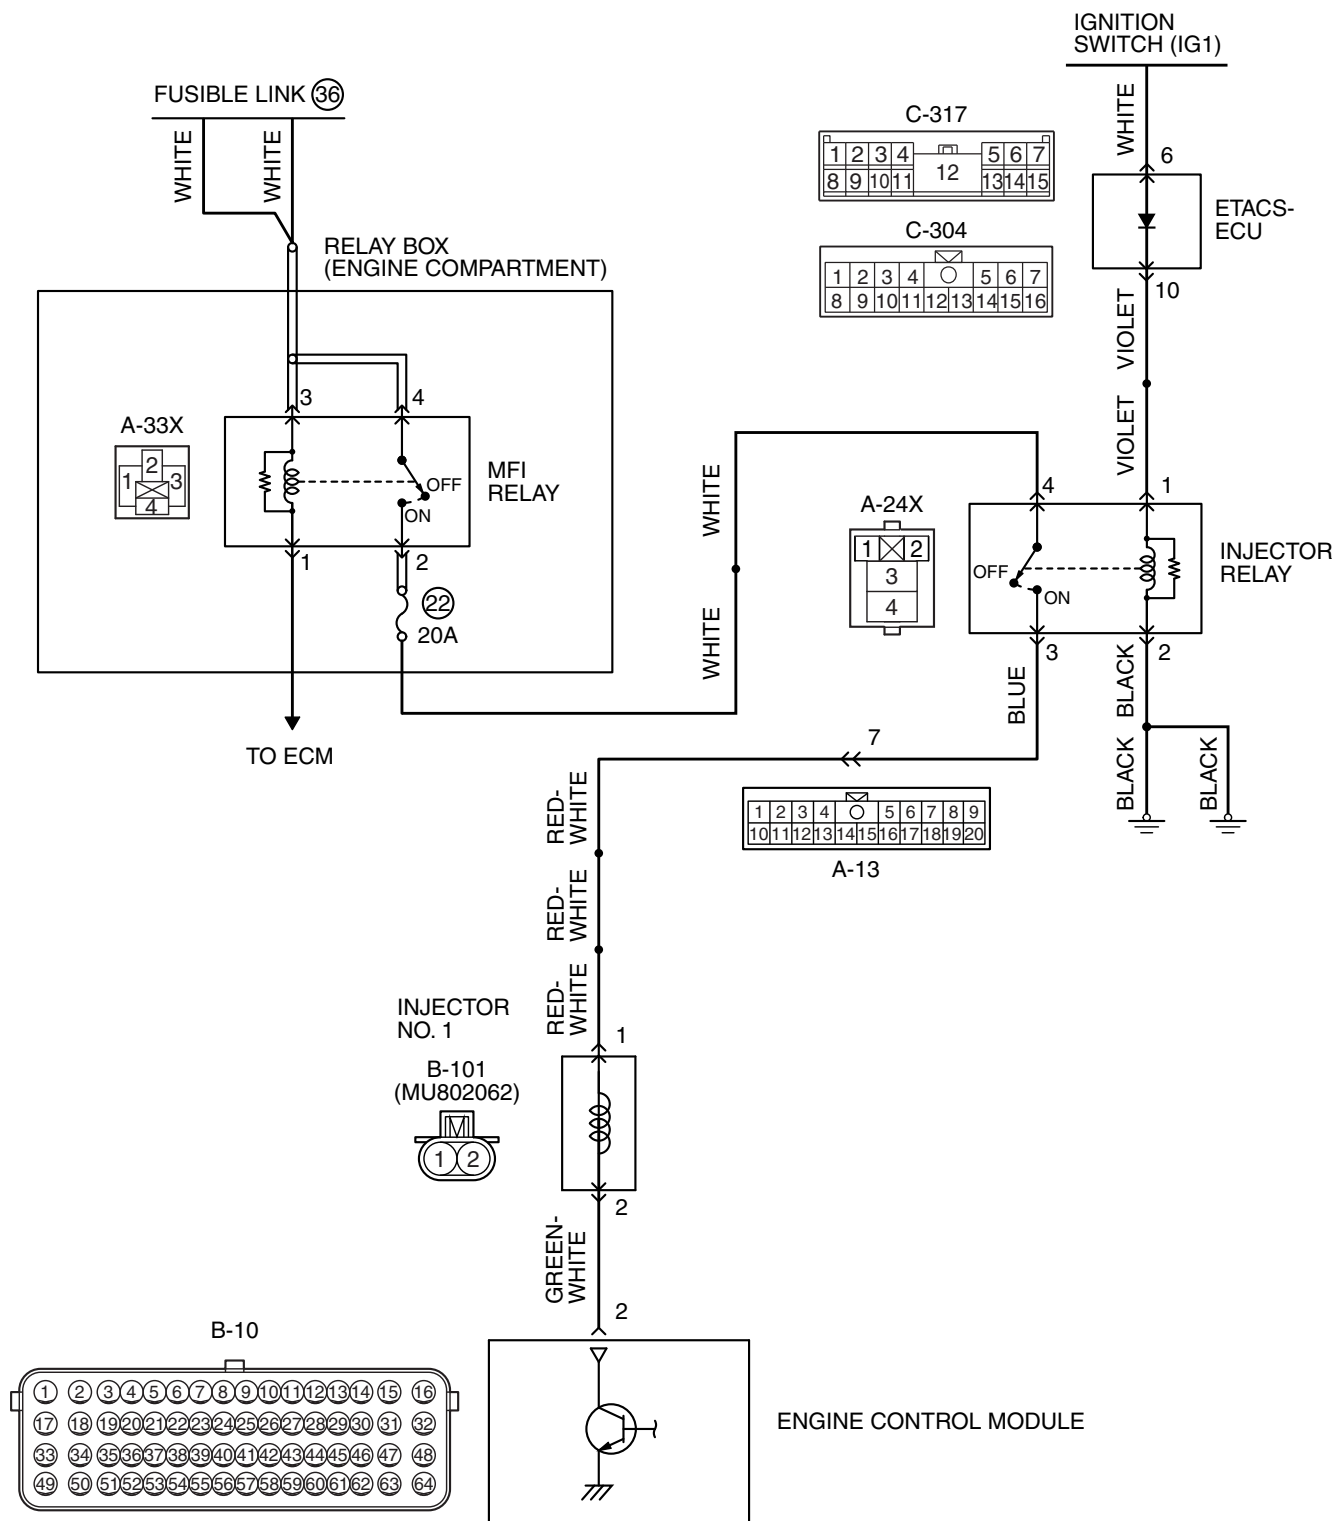 IGNITION
SWITCH (IG1)
FUSIBLE LINK 36
WHITE
WHITE
WHITE
C-317
1 2 3 4 5 6 7
12
8 9 10 11 13 14 15
6
ETACS-
ECU
C-304
1 2 3 4 5 6 7
8 9 10 11 12 13 14 15 16
10
VIOLET
VIOLET
RELAY BOX
(ENGINE COMPARTMENT)
3 4
A-33X
2
1 3
4
OFF
ON
MFI
RELAY
1 2
22
20A
TO ECM
WHITE
WHITE
A-24X
1 2
3
4
4 1
OFF
ON
INJECTOR
RELAY
3 2
BLUE
BLACK
BLACK
BLACK
7
1 2 3 4 5 6 7 8 9
10 11 12 13 14 15 16 17 18 19 20
A-13
RED-
WHITE
RED-
WHITE
RED-
WHITE
INJECTOR
NO. 1
1
B-101
(MU802062)
1 2
2
GREEN-
WHITE
2
B-10
1 2 3 4 5 6 7 8 9 10 11 12 13 14 15 16
17 18 19 20 21 22 23 24 25 26 27 28 29 30 31 32
33 34 35 36 37 38 39 40 41 42 43 44 45 46 47 48
49 50 51 52 53 54 55 56 57 58 59 60 61 62 63 64
ENGINE CONTROL MODULE